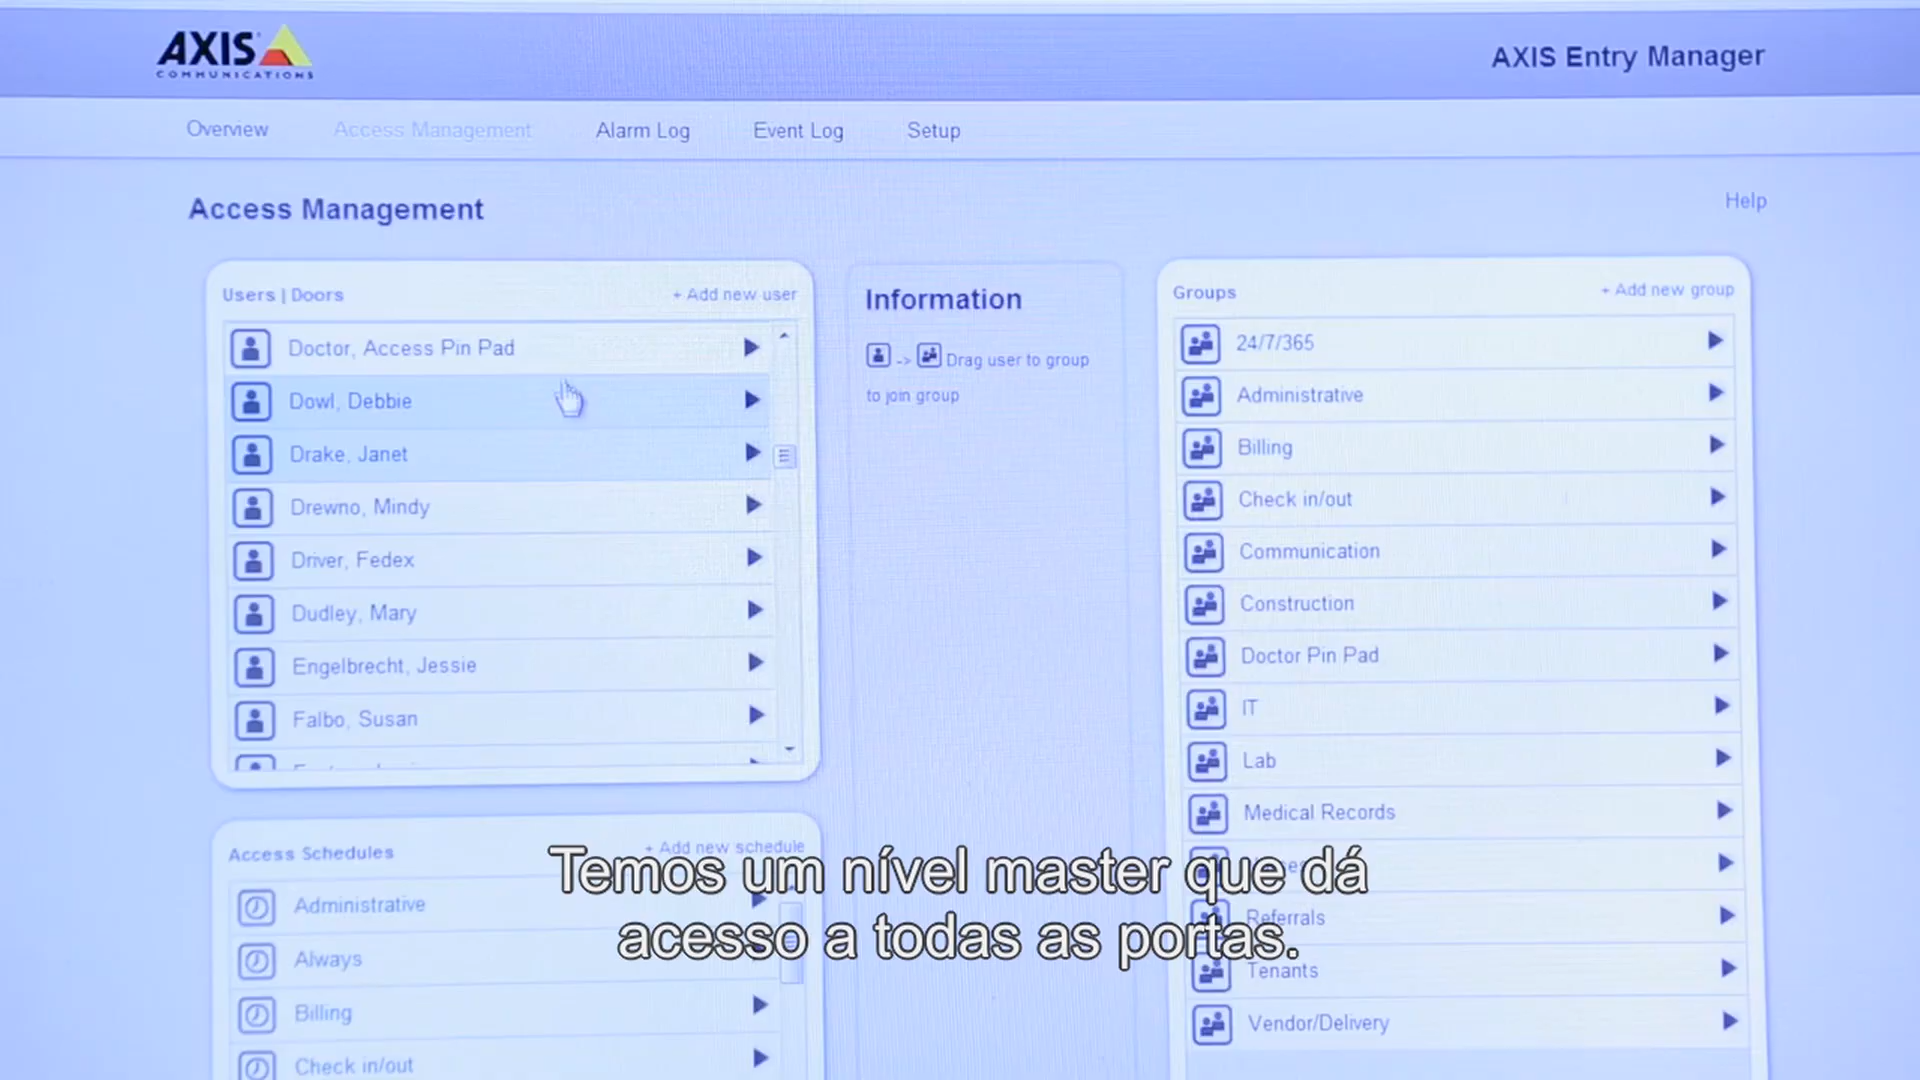 AXIS
COMMUNICATIONS
AXIS Entry Manager
Overview
Access Management
Alarm Log
Event Log
Setup
Access Management
Help
Users | Doors
+ Add new user
Doctor, Access Pin Pad
Dowl, Debbie
Drake, Janet
Drewno, Mindy
Driver, Fedex
Dudley, Mary
Engelbrecht, Jessie
Falbo, Susan
Information
-> Drag user to group
to join group
Groups
+ Add new group
24/7/365
Administrative
Billing
Check in/out
Communication
Construction
Doctor Pin Pad
IT
Lab
Medical Records
Referrals
Tenants
Vendor/Delivery
Access Schedules
+ Add new schedule
Administrative
Always
Billing
Check in/out
Temos um nível master que dá
acesso a todas as portas.